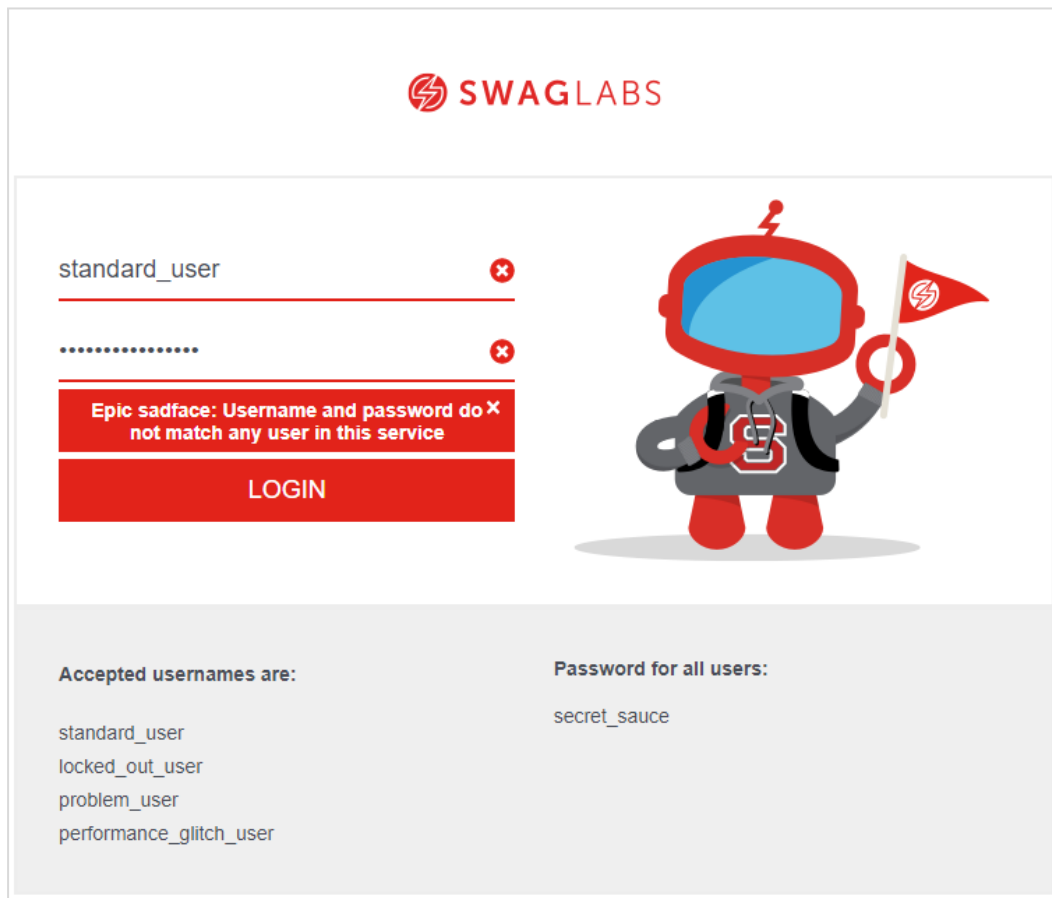 SWAGLABS
standard_user
••••••••••••••••
Epic sadface: Username and password do
not match any user in this service
LOGIN
S
Accepted usernames are:
standard_user
locked_out_user
problem_user
performance_glitch_user
Password for all users:
secret_sauce